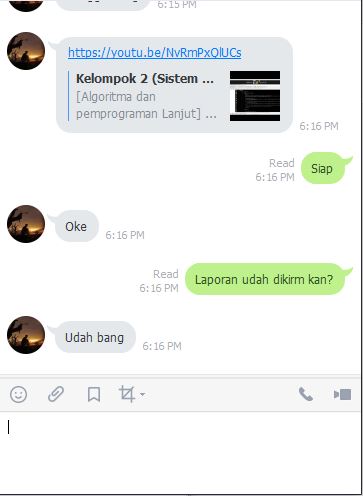 6:15 PM
https://youtu.be/NvRmPxQlUCs
Kelompok 2 (Sistem ...
[Algoritma dan
pemprograman Lanjut] ...
6:16 PM
Read
6:16 PM
Siap
Oke
6:16 PM
Read
6:16 PM
Laporan udah dikirm kan?
Udah bang
6:16 PM